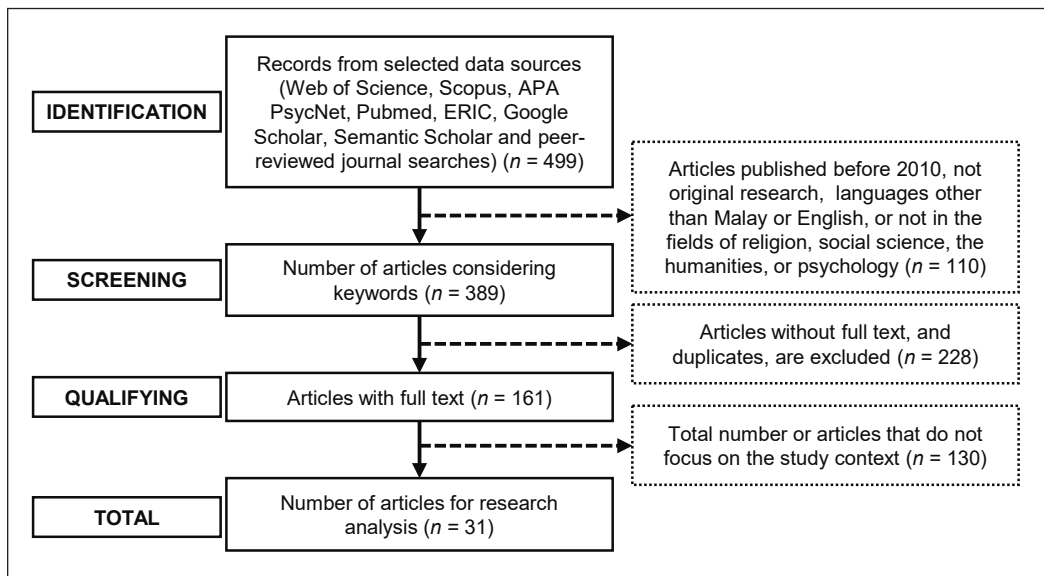 IDENTIFICATION
Records from selected data sources
(Web of Science, Scopus, APA
PsycNet, Pubmed, ERIC, Google
Scholar, Semantic Scholar and peer-
reviewed journal searches) (n = 499)
Articles published before 2010, not
original research, languages other
than Malay or English, or not in the
fields of religion, social science, the
humanities, or psychology (n = 110)
SCREENING
Number of articles considering
keywords (n = 389)
Articles without full text, and
duplicates, are excluded (n = 228)
QUALIFYING
Articles with full text (n = 161)
Total number or articles that do not
focus on the study context (n = 130)
TOTAL
Number of articles for research
analysis (n = 31)